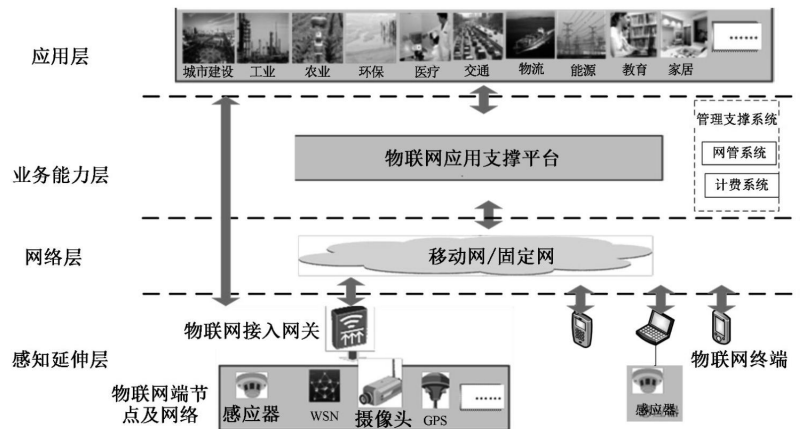 应用层
城市建设 工业 农业 环保 医疗 交通 物流 能源 教育 家居 ……
管理支撑系统
业务能力层
物联网应用支撑平台
网管系统
计费系统
网络层
移动网/固定网
物联网接入网关
感知延伸层
物联网终端
物联网端节
点及网络
感应器 WSN 摄像头 GPS ……
感应器